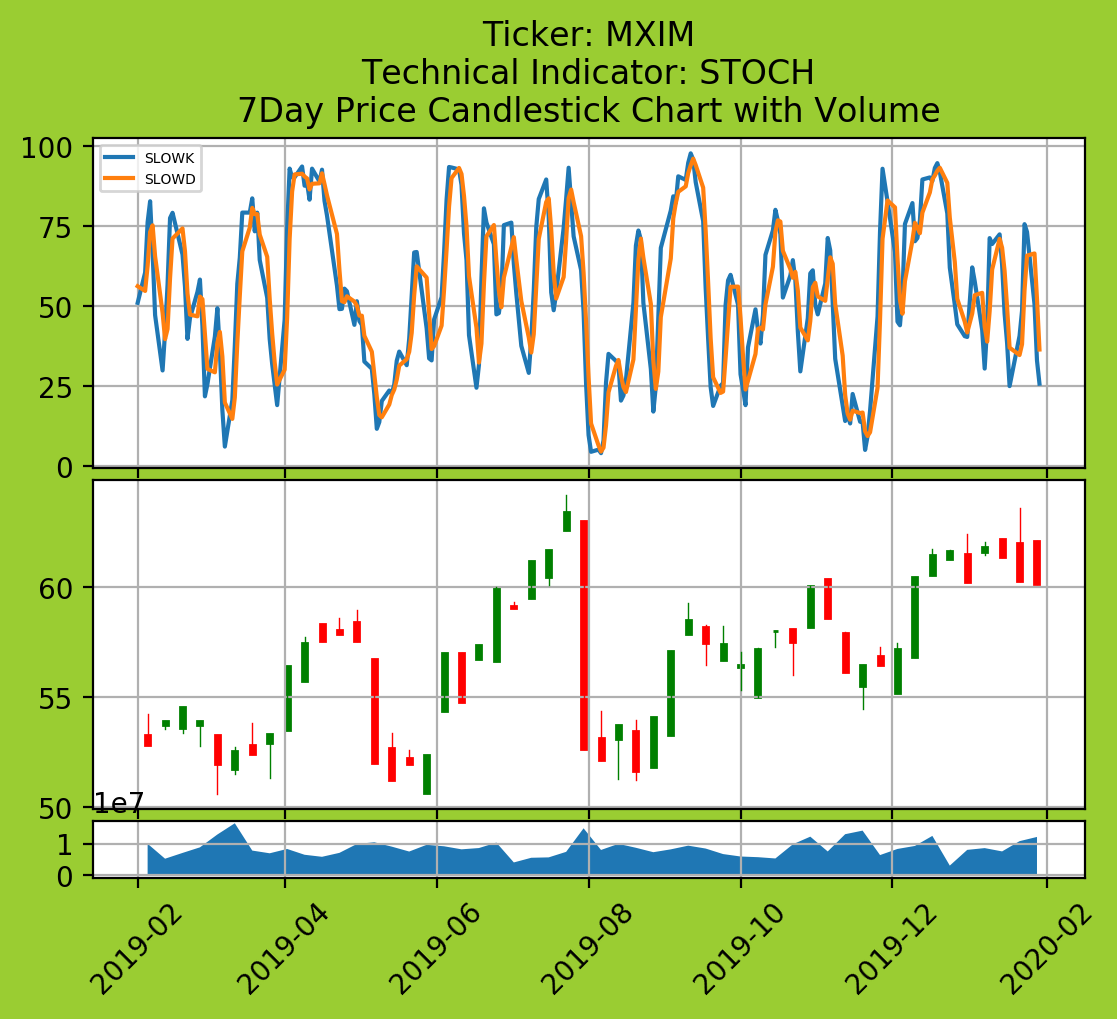 Ticker: MXIM
Technical Indicator: STOCH
7Day Price Candlestick Chart with Volume
100
75
50
25
0
SLOWK
SLOWD
60
55
50
1e7
1
0
2019-02
2019-04
2019-06
2019-08
2019-10
2019-12
2020-02